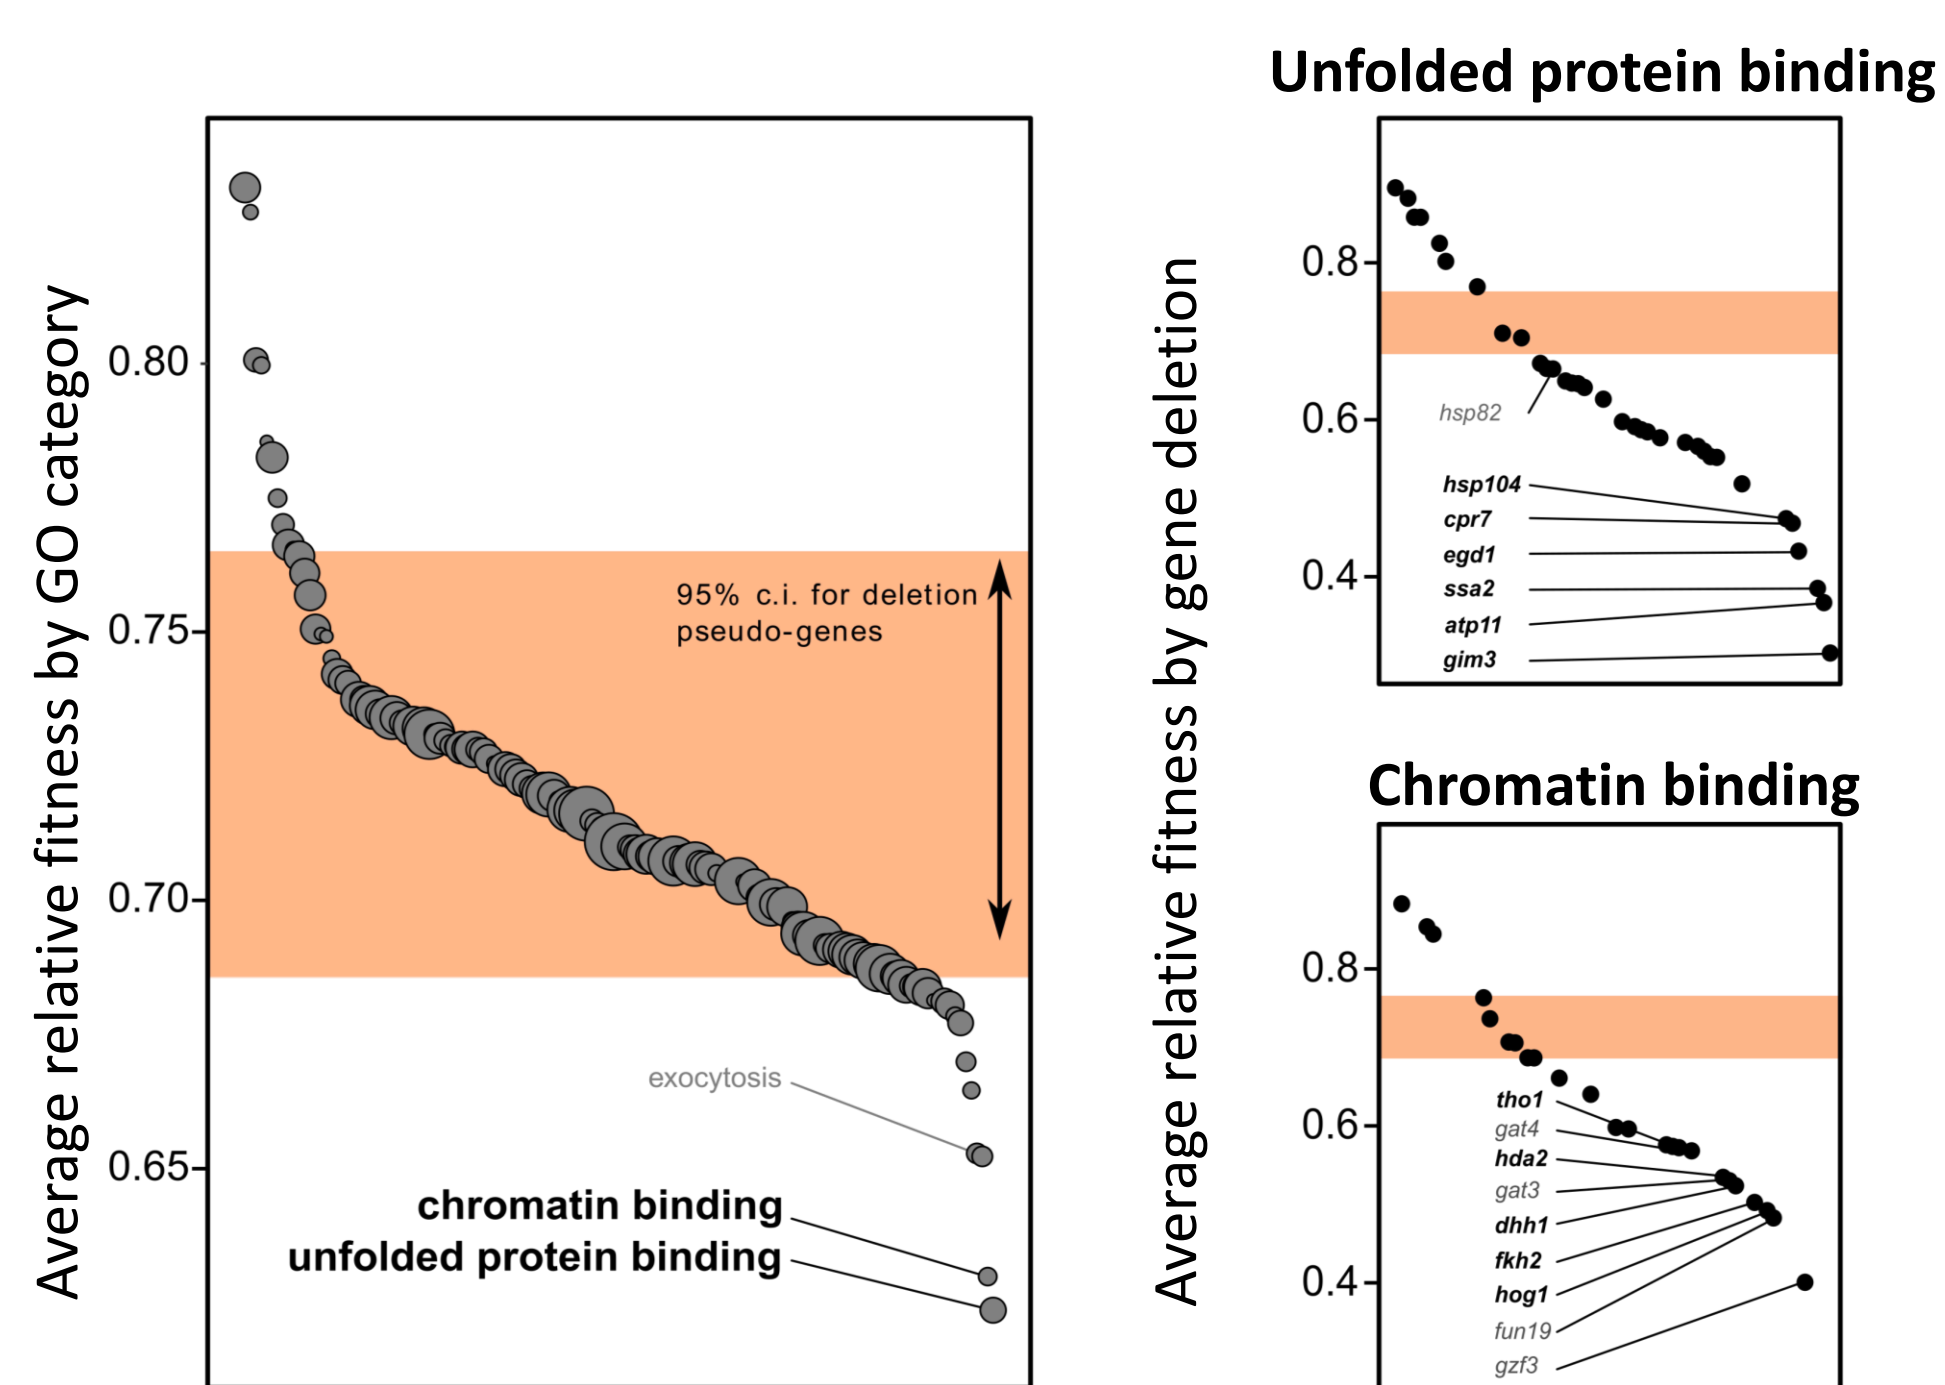 Average relative fitness by GO category
0.80
0.75
0.70
0.65
95% c.i. for deletion
pseudo-genes
exocytosis
chromatin binding
unfolded protein binding
Average relative fitness by gene deletion
Unfolded protein binding
0.8
0.6
0.4
hsp82
hsp104
cpr7
egd1
ssa2
atp11
gim3
Chromatin binding
0.8
0.6
0.4
tho1
gat4
hda2
gat3
dhh1
fkh2
hog1
fun19
gzf3